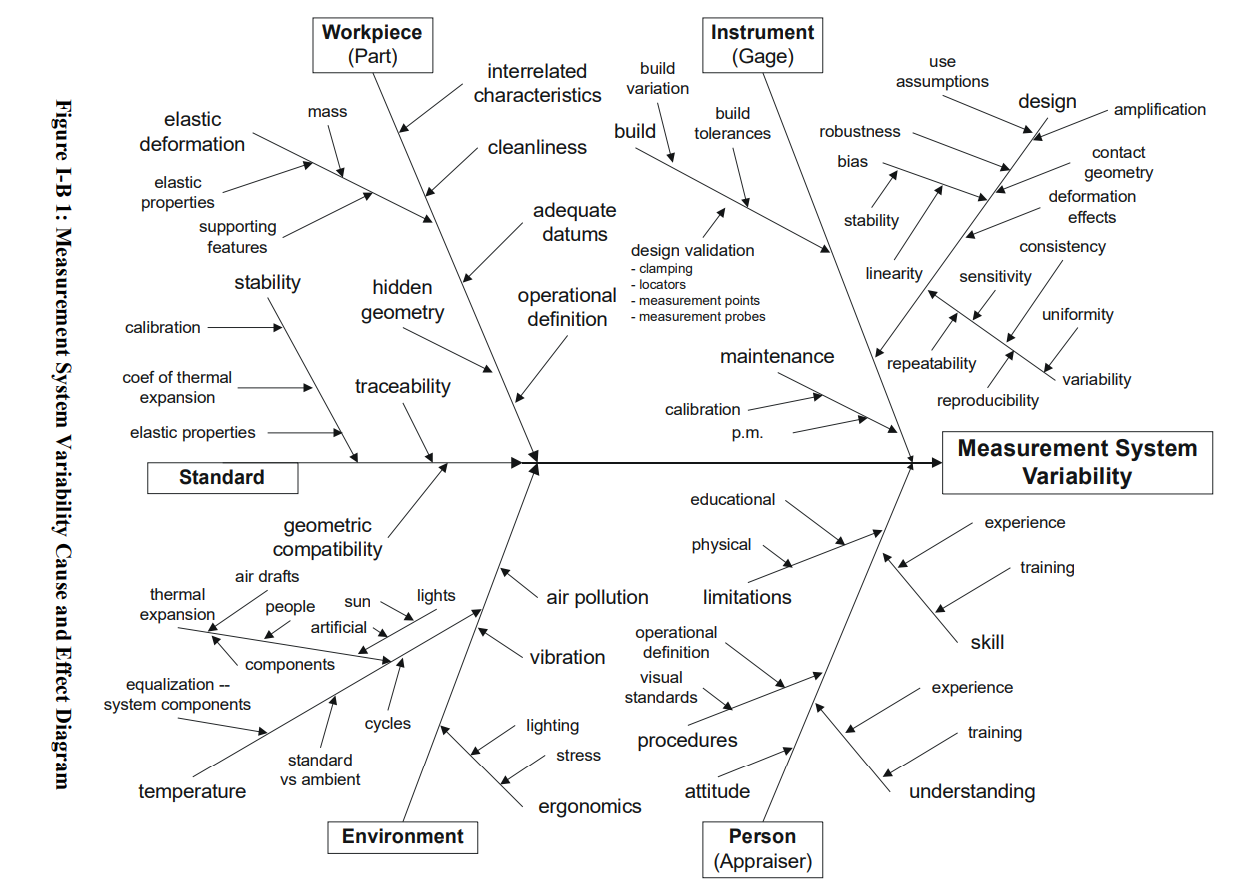 Figure I-B 1: Measurement System Variability Cause and Effect Diagram
Workpiece
(Part)
interrelated
characteristics
cleanliness
mass
elastic
deformation
elastic
properties
supporting
features
adequate
datums
hidden
geometry
operational
definition
stability
calibration
coef of thermal
expansion
elastic properties
traceability
Standard
geometric
compatibility
Instrument
(Gage)
build
variation
build
build
tolerances
design validation
- clamping
- locators
- measurement points
- measurement probes
use
assumptions
design
amplification
robustness
bias
contact
geometry
deformation
effects
stability
linearity
consistency
sensitivity
uniformity
repeatability
reproducibility
variability
maintenance
calibration
p.m.
Measurement System
Variability
air drafts
thermal
expansion
people
sun
lights
artificial
components
equalization --
system components
cycles
standard
vs ambient
temperature
air pollution
vibration
lighting
stress
ergonomics
Environment
educational
physical
limitations
experience
training
skill
operational
definition
visual
standards
procedures
experience
training
understanding
attitude
Person
(Appraiser)